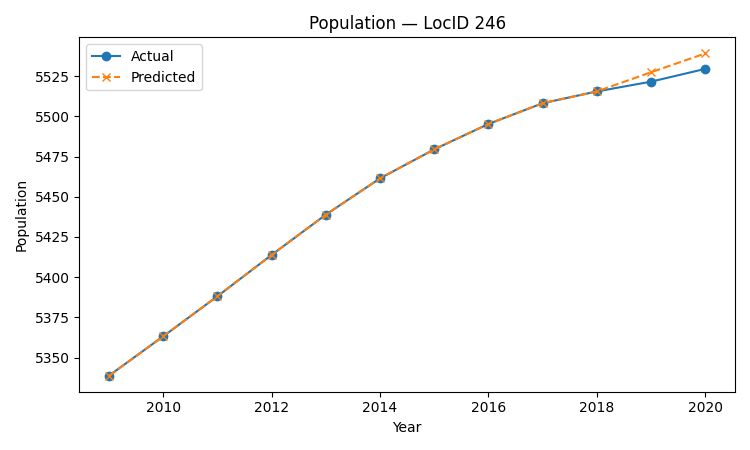 Population — LocID 246
Actual
Predicted
Population
5525
5500
5475
5450
5425
5400
5375
5350
2010 2012 2014 2016 2018 2020
Year